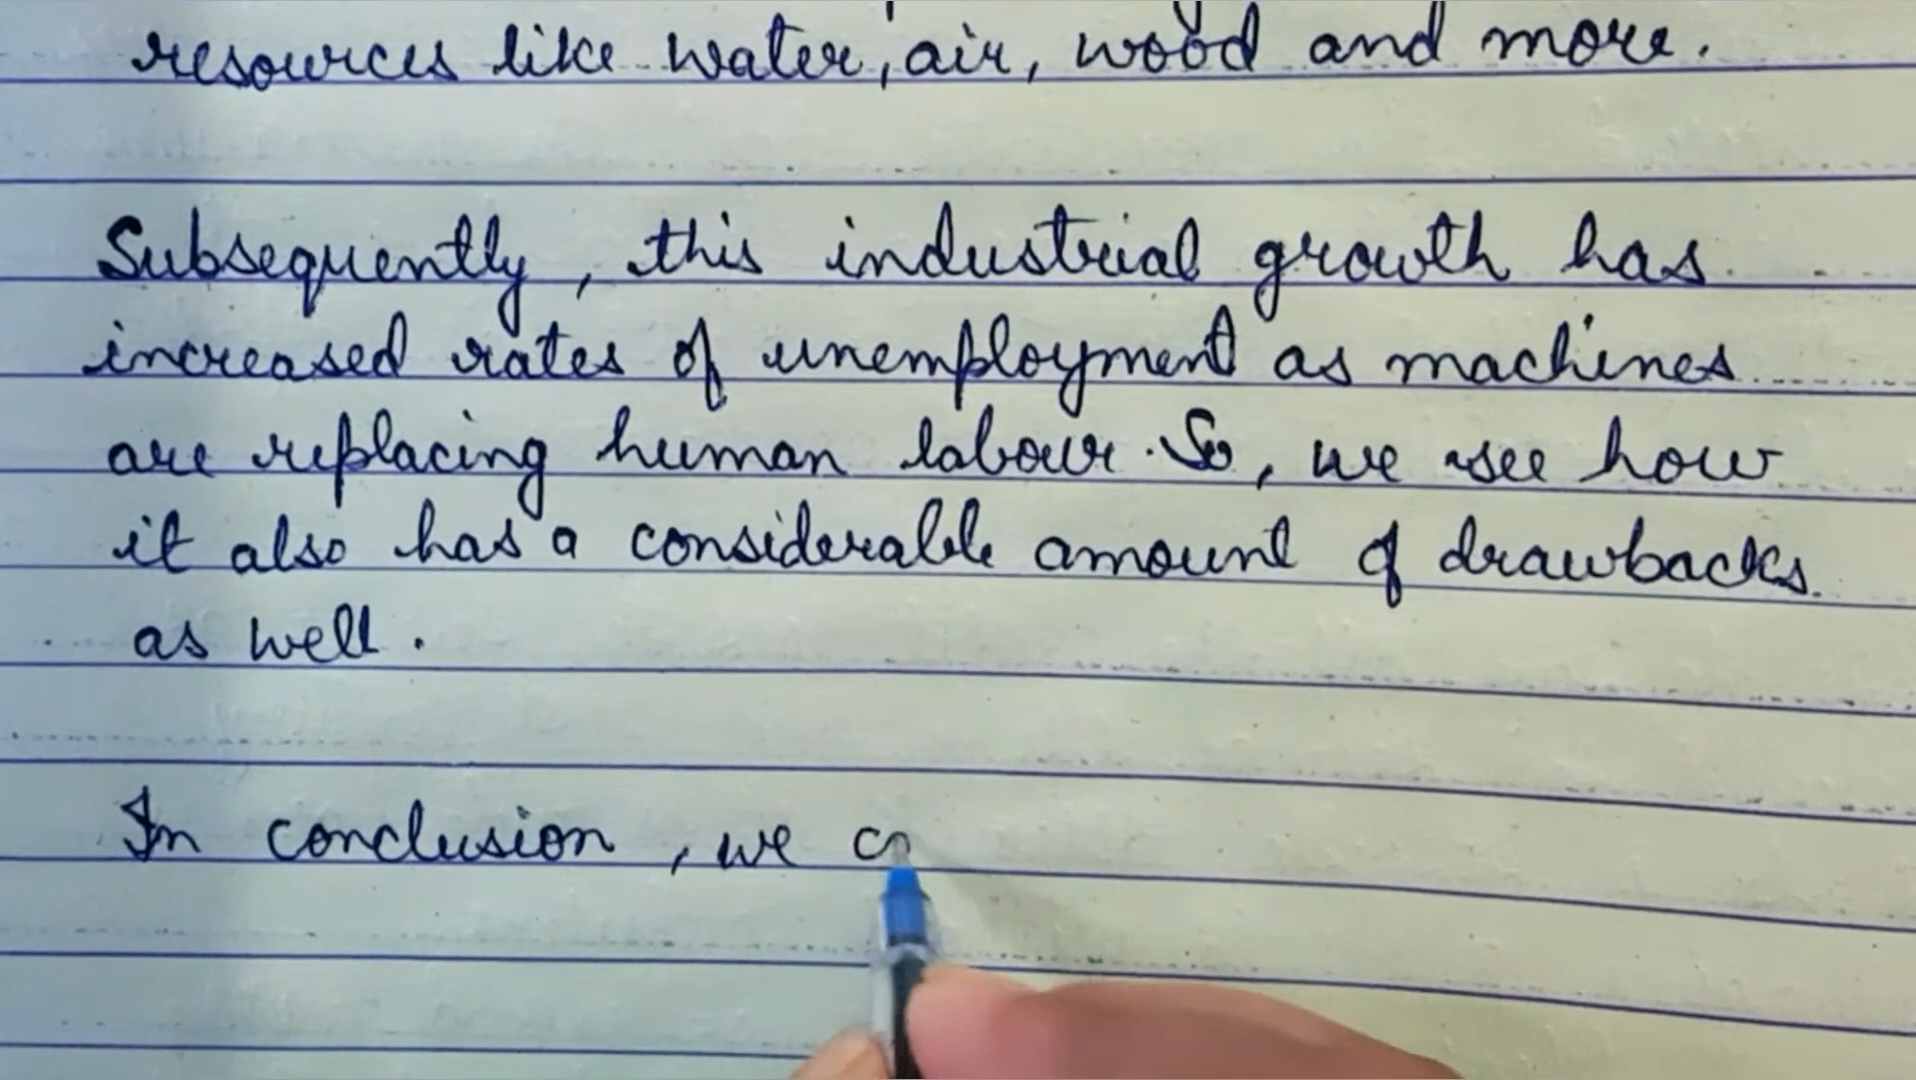 resources like water, air, wood and more.
Subsequently, this industrial growth has
increased rates of unemployment as machines
are replacing human labour. So, we see how
it also has a considerable amount of drawbacks
as well.
In conclusion, we